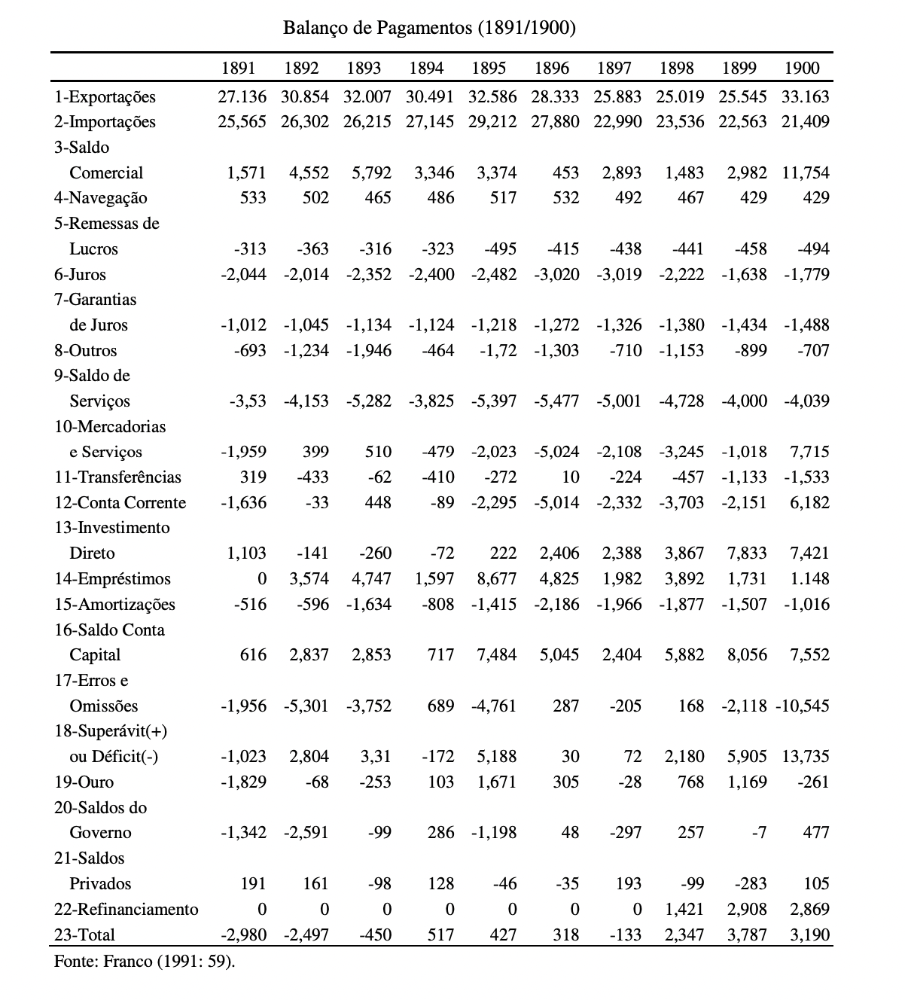 Balanço de Pagamentos (1891/1900)
1891 1892 1893 1894 1895 1896 1897 1898 1899 1900
1-Exportações 27.136 30.854 32.007 30.491 32.586 28.333 25.883 25.019 25.545 33.163
2-Importações 25,565 26,302 26,215 27,145 29,212 27,880 22,990 23,536 22,563 21,409
3-Saldo
Comercial 1,571 4,552 5,792 3,346 3,374 453 2,893 1,483 2,982 11,754
4-Navegação 533 502 465 486 517 532 492 467 429 429
5-Remessas de
Lucros -313 -363 -316 -323 -495 -415 -438 -441 -458 -494
6-Juros -2,044 -2,014 -2,352 -2,400 -2,482 -3,020 -3,019 -2,222 -1,638 -1,779
7-Garantias
de Juros -1,012 -1,045 -1,134 -1,124 -1,218 -1,272 -1,326 -1,380 -1,434 -1,488
8-Outros -693 -1,234 -1,946 -464 -1,72 -1,303 -710 -1,153 -899 -707
9-Saldo de
Serviços -3,53 -4,153 -5,282 -3,825 -5,397 -5,477 -5,001 -4,728 -4,000 -4,039
10-Mercadorias
e Serviços -1,959 399 510 -479 -2,023 -5,024 -2,108 -3,245 -1,018 7,715
11-Transferências 319 -433 -62 -410 -272 10 -224 -457 -1,133 -1,533
12-Conta Corrente -1,636 -33 448 -89 -2,295 -5,014 -2,332 -3,703 -2,151 6,182
13-Investimento
Direto 1,103 -141 -260 -72 222 2,406 2,388 3,867 7,833 7,421
14-Empréstimos 0 3,574 4,747 1,597 8,677 4,825 1,982 3,892 1,731 1.148
15-Amortizações -516 -596 -1,634 -808 -1,415 -2,186 -1,966 -1,877 -1,507 -1,016
16-Saldo Conta
Capital 616 2,837 2,853 717 7,484 5,045 2,404 5,882 8,056 7,552
17-Erros e
Omissões -1,956 -5,301 -3,752 689 -4,761 287 -205 168 -2,118 -10,545
18-Superávit(+)
ou Déficit(-) -1,023 2,804 3,31 -172 5,188 30 72 2,180 5,905 13,735
19-Ouro -1,829 -68 -253 103 1,671 305 -28 768 1,169 -261
20-Saldos do
Governo -1,342 -2,591 -99 286 -1,198 48 -297 257 -7 477
21-Saldos
Privados 191 161 -98 128 -46 -35 193 -99 -283 105
22-Refinanciamento 0 0 0 0 0 0 0 1,421 2,908 2,869
23-Total -2,980 -2,497 -450 517 427 318 -133 2,347 3,787 3,190
Fonte: Franco (1991: 59).